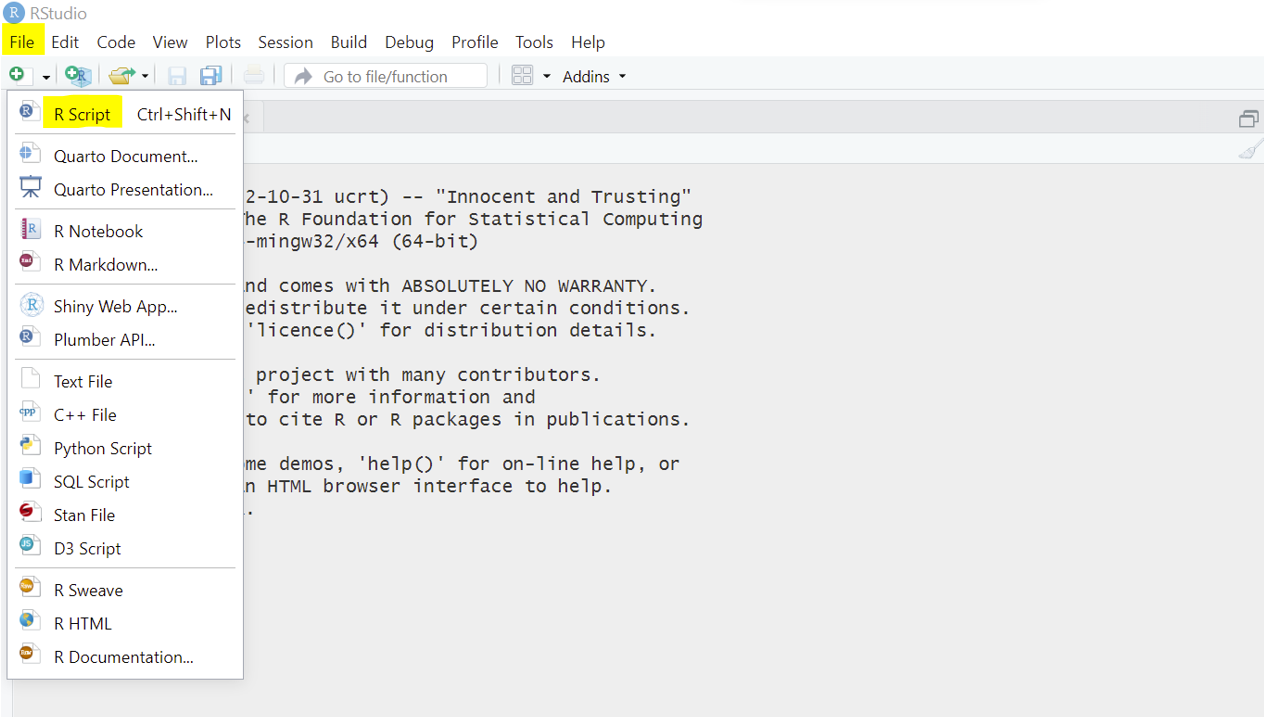 R RStudio
File Edit Code View Plots Session Build Debug Profile Tools Help
R Go to file/function Addins
R R Script Ctrl+Shift+N
Quarto Document...
Quarto Presentation...
R R Notebook
R Markdown...
R Shiny Web App...
R Plumber API...
Text File
CPP C++ File
Python Script
SQL Script
Stan File
JS D3 Script
R Sweave
R HTML
R Documentation...
2-10-31 ucrt) -- "Innocent and Trusting"
The R Foundation for Statistical Computing
-mingw32/x64 (64-bit)
nd comes with ABSOLUTELY NO WARRANTY.
edistribute it under certain conditions.
'licence()' for distribution details.
project with many contributors.
' for more information and
to cite R or R packages in publications.
me demos, 'help()' for on-line help, or
n HTML browser interface to help.
.